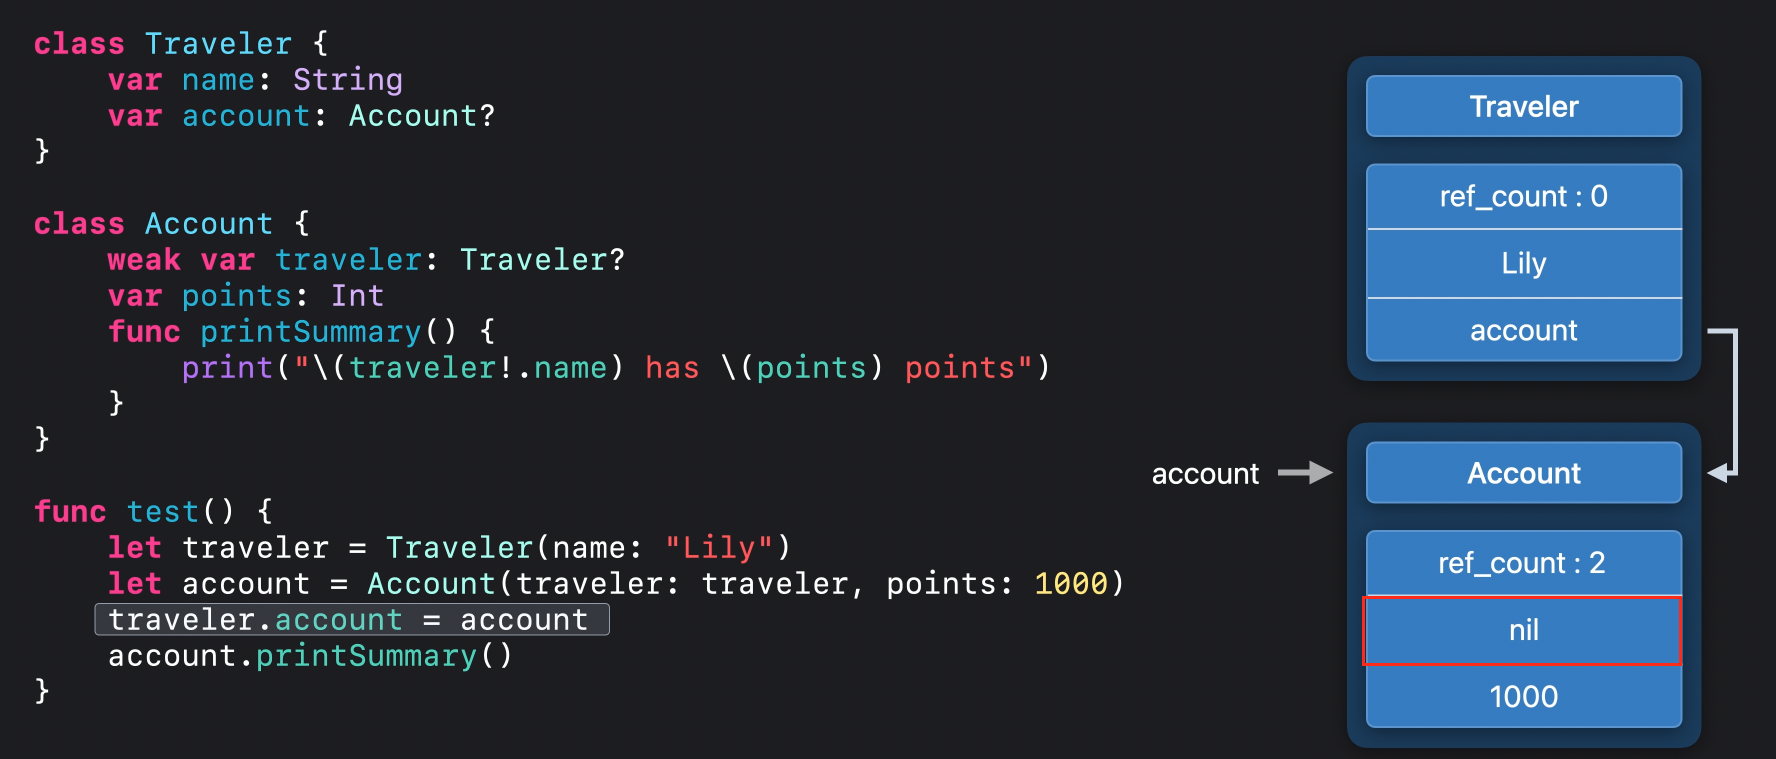 class Traveler {
    var name: String
    var account: Account?
}
class Account {
    weak var traveler: Traveler?
    var points: Int
    func printSummary() {
        print("\(traveler!.name) has \(points) points")
    }
}
func test() {
    let traveler = Traveler(name: "Lily")
    let account = Account(traveler: traveler, points: 1000)
    traveler.account = account
    account.printSummary()
}
Traveler
ref_count : 0
Lily
account
account
Account
ref_count : 2
nil
1000